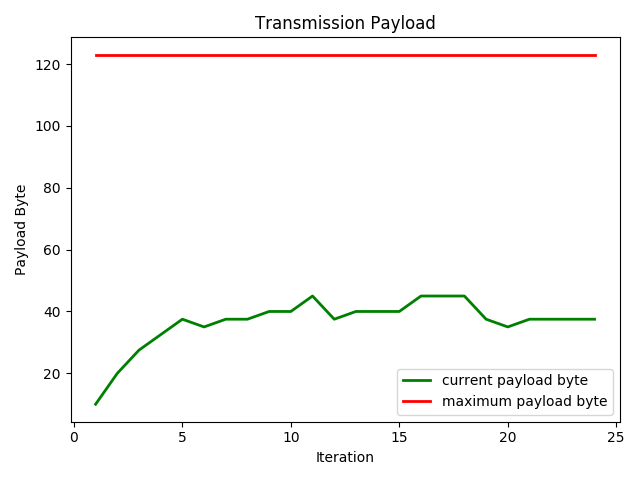 Transmission Payload
Payload Byte
120
100
80
60
40
20
0
5
10
15
20
25
Iteration
current payload byte
maximum payload byte